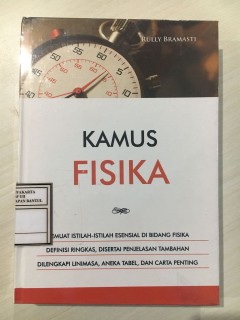 RULLY BRAMASTI
KAMUS
FISIKA
MUAT ISTILAH-ISTILAH ESENSIAL DI BIDANG FISIKA
DEFINISI RINGKAS, DISERTAI PENJELASAN TAMBAHAN
DILENGKAPI LINIMASA, ANEKA TABEL, DAN CARTA PENTING